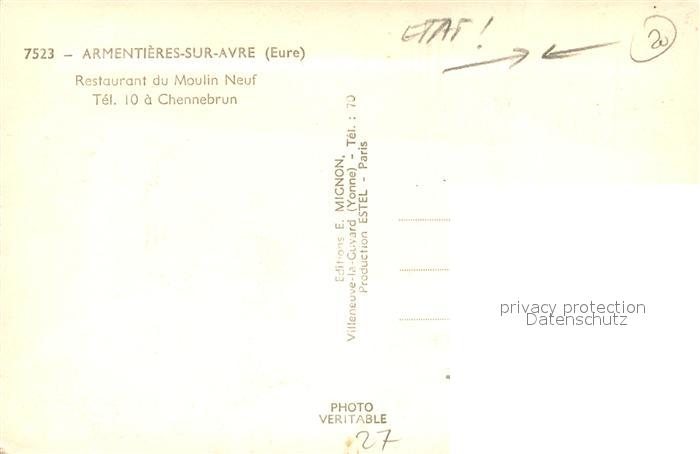 ETAT!
20
7523 – ARMENTIÈRES-SUR-AVRE (Eure)
Restaurant du Moulin Neuf
Tél. 10 à Chennebrun
Editions E. MIGNON,
Villeneuve-la-Guyard (Yonne) - Tél. : 70
Production ESTEL - Paris
privacy protection
Datenschutz
PHOTO
VERITABLE
27